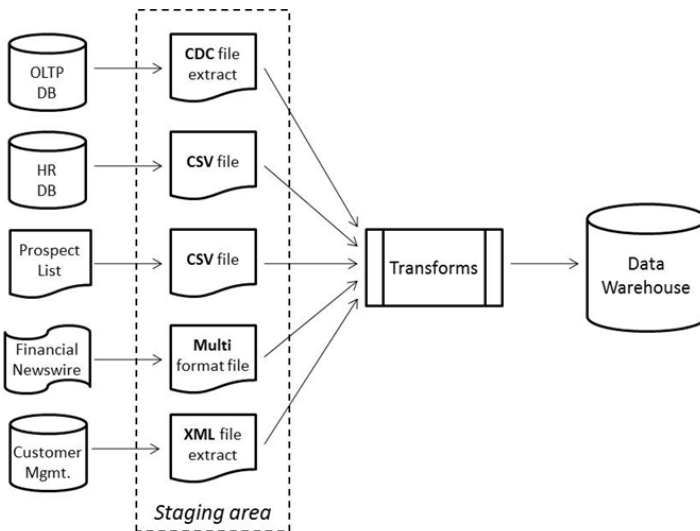 OLTP
DB
CDC file
extract
HR
DB
CSV file
Prospect
List
CSV file
Transforms
Data
Warehouse
Financial
Newswire
Multi
format file
Customer
Mgmt.
XML file
extract
Staging area